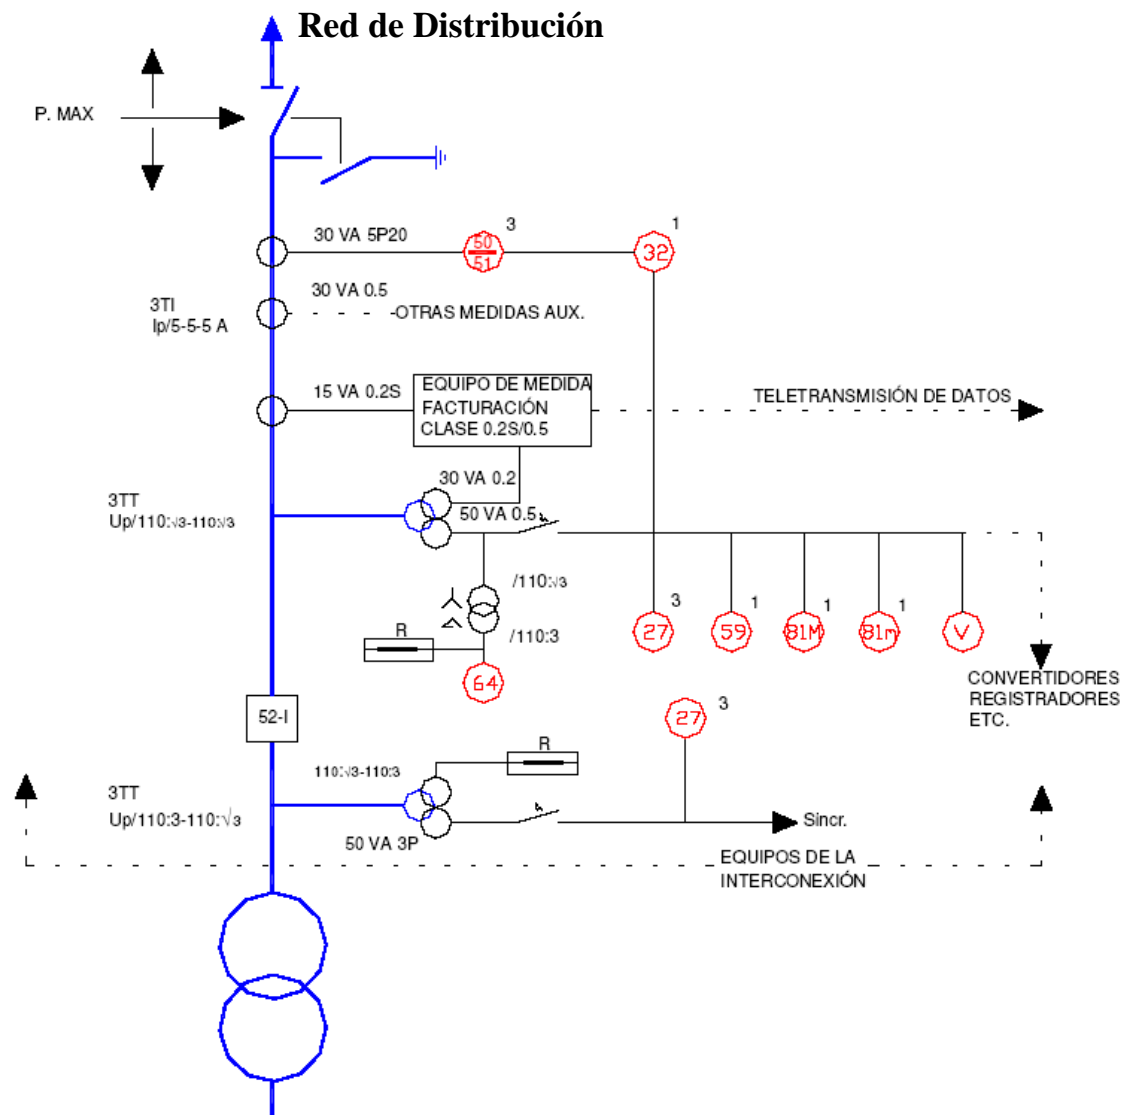 Red de Distribución
P. MAX
30 VA 5P20
3
50
51
1
32
30 VA 0.5
3TI
Ip/5-5-5 A
OTRAS MEDIDAS AUX.
15 VA 0.2S
EQUIPO DE MEDIDA
FACTURACIÓN
CLASE 0.2S/0.5
TELETRANSMISIÓN DE DATOS
30 VA 0.2
3TT
Up/110:√3-110:√3
50 VA 0.5
/110:√3
/110:3
R
64
3
27
1
59
1
81M
1
81m
V
CONVERTIDORES
REGISTRADORES
ETC.
52-I
3
27
R
110:√3-110:3
3TT
Up/110:3-110:√3
50 VA 3P
Sincr.
EQUIPOS DE LA
INTERCONEXIÓN